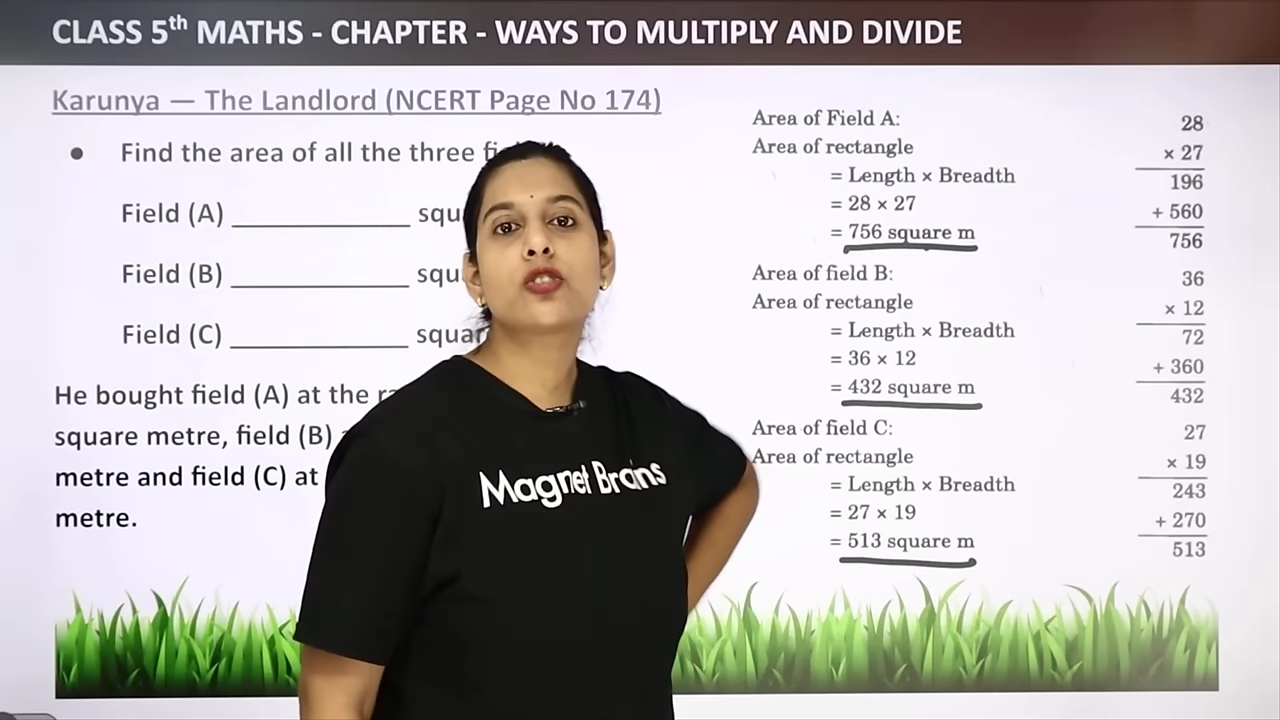 CLASS 5th MATHS - CHAPTER - WAYS TO MULTIPLY AND DIVIDE
Karunya — The Landlord (NCERT Page No 174)
● Find the area of all the three
Field (A) ____________
Field (B) ____________
Field (C) ____________
He bought field (A) at the
square metre, field (B)
metre and field (C) at
metre.
Magnet Brains
Area of Field A:
Area of rectangle
= Length × Breadth
= 28 × 27
= 756 square m
28
× 27
196
+ 560
756
Area of field B:
Area of rectangle
= Length × Breadth
= 36 × 12
= 432 square m
36
× 12
72
+ 360
432
Area of field C:
Area of rectangle
= Length × Breadth
= 27 × 19
= 513 square m
27
× 19
243
+ 270
513